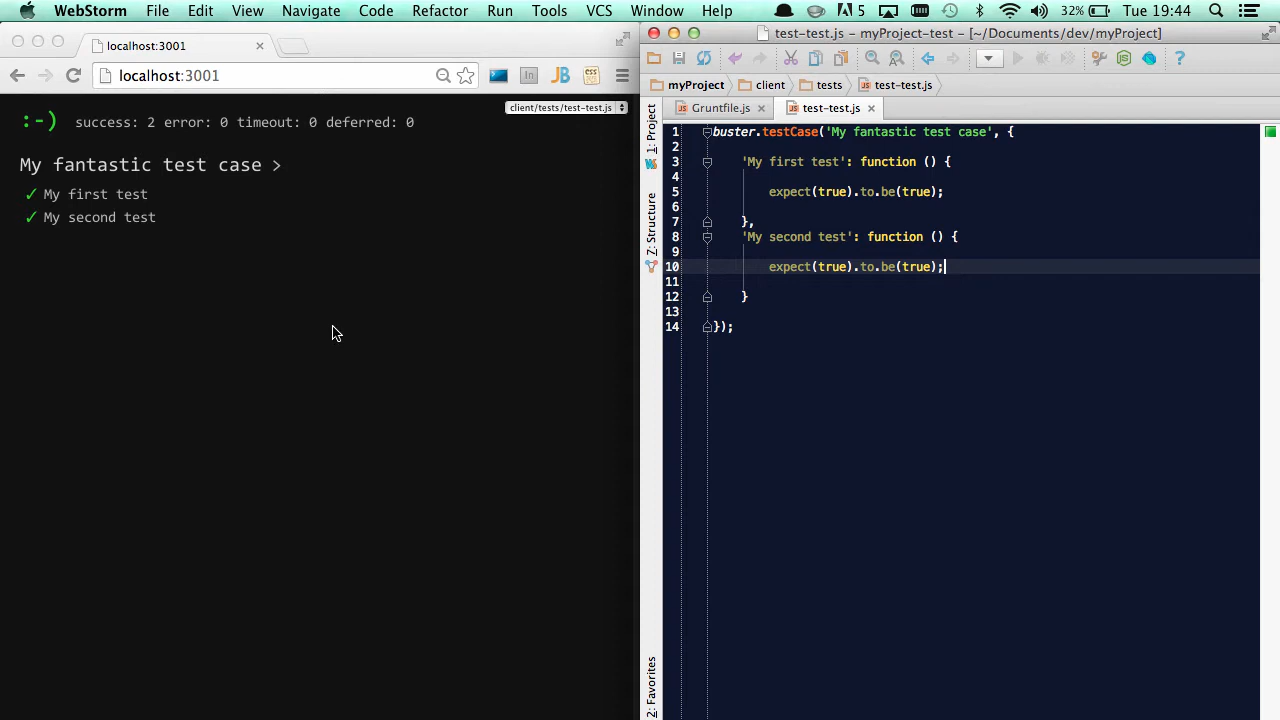 WebStorm File Edit View Navigate Code Refactor Run Tools VCS Window Help 5 32% Tue 19:44
localhost:3001
localhost:3001
In JB
client/tests/test-test.js
:-) success: 2 error: 0 timeout: 0 deferred: 0
My fantastic test case >
✓ My first test
✓ My second test
test-test.js – myProject-test – [~/Documents/dev/myProject]
myProject client tests test-test.js
Gruntfile.js test-test.js
1: Project
7: Structure
2: Favorites
1 buster.testCase('My fantastic test case', {
2
3 'My first test': function () {
4
5 expect(true).to.be(true);
6
7 },
8 'My second test': function () {
9
10 expect(true).to.be(true);
11
12 }
13
14 });